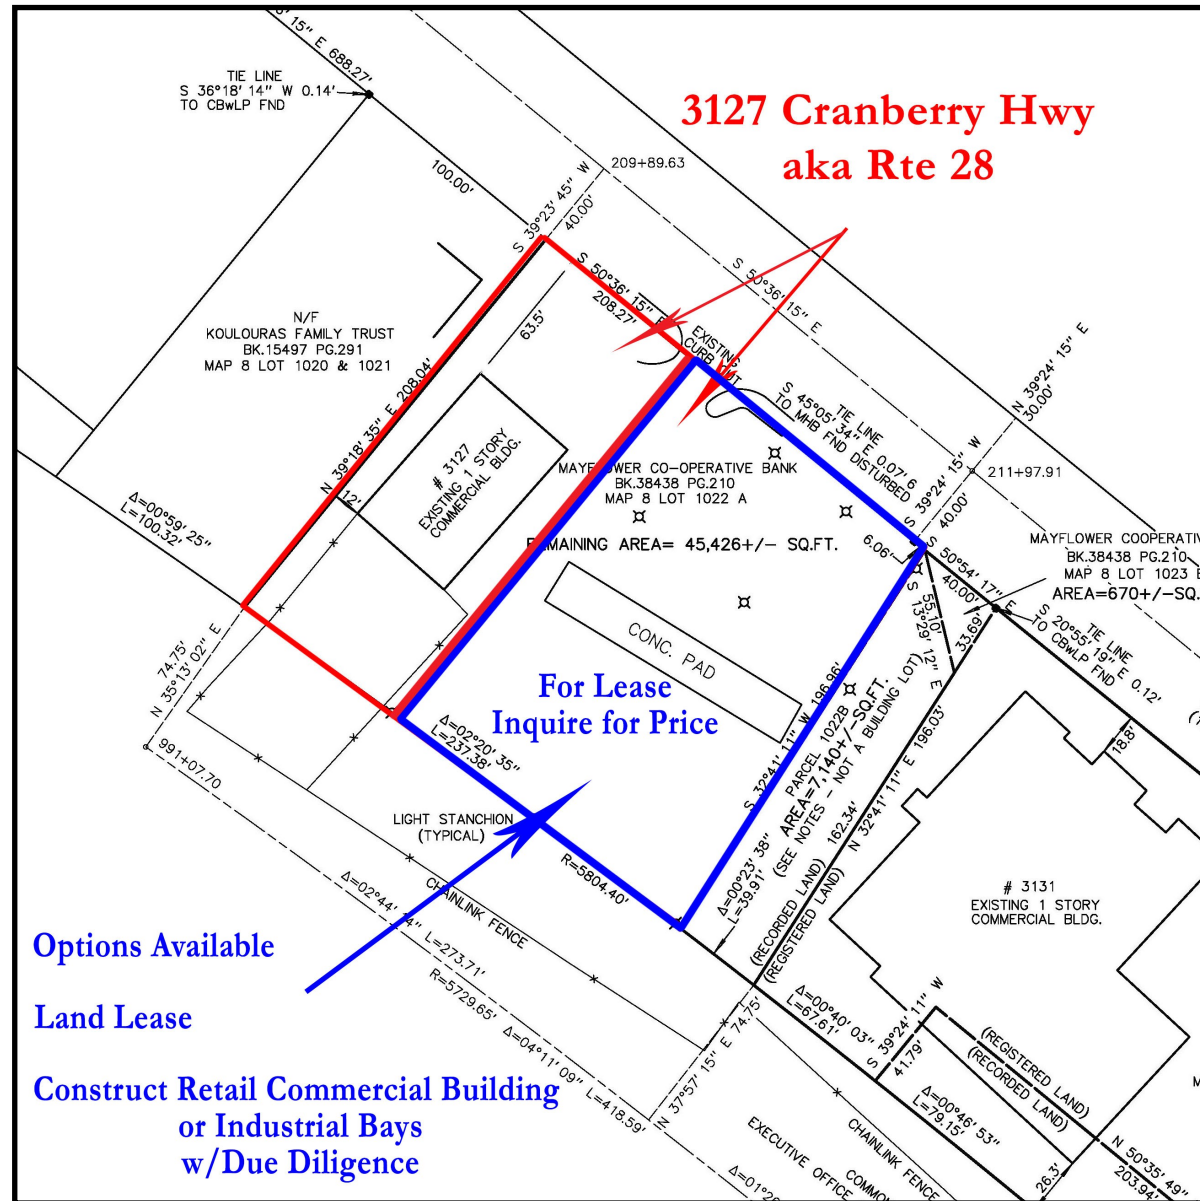 8' 15" E 688.27'
TIE LINE
S 36°18' 14" W 0.14'
TO CBwLP FND
3127 Cranberry Hwy
aka Rte 28
209+89.63
100.00'
S 39°23' 45" W
40.00'
S 50°36' 15" E
208.27'
S 50°36' 15" E
N/F
KOULOURAS FAMILY TRUST
BK.15497 PG.291
MAP 8 LOT 1020 & 1021
63.5'
EXISTING
CURB CUT
N 39°18' 35" E 208.04'
N 39°24' 15" E
30.00'
TIE LINE
S 45°05' 34" E 0.07'
TO MHB FND DISTURBED
# 3127
EXISTING 1 STORY
COMMERCIAL BLDG.
12'
MAYFLOWER CO-OPERATIVE BANK
BK.38438 PG.210
MAP 8 LOT 1022 A
REMAINING AREA= 45,426+/- SQ.FT.
S 39°24' 15" W
40.00'
211+97.91
Δ=00°59' 25"
L=100.32'
6.06'
MAYFLOWER COOPERATIV
BK.38438 PG.210
MAP 8 LOT 1023
AREA=670+/-SQ.
S 50°54' 17" E
40.00'
55.10'
S 13°29' 12" E
33.69'
TIE LINE
S 20°55' 19" E 0.12'
TO CBwLP FND
74.75'
N 35°13' 02" E
CONC. PAD
For Lease
Inquire for Price
S 32°41' 11" W 196.96'
PARCEL 1022B
AREA=7,140+/-SQ.FT.
(SEE NOTES - NOT A BUILDING LOT)
N 32°41' 11" E 196.03'
162.34'
(RECORDED LAND)
(REGISTERED LAND)
18.8'
991+07.70
Δ=02°20' 35"
L=237.38'
LIGHT STANCHION
(TYPICAL)
R=5804.40'
Δ=00°23' 38"
L=39.91'
# 3131
EXISTING 1 STORY
COMMERCIAL BLDG.
CHAINLINK FENCE
Δ=02°44' 14" L=273.71'
R=5729.65'
Δ=04°11' 09" L=418.59'
Options Available
Land Lease
Construct Retail Commercial Building
or Industrial Bays
w/Due Diligence
N 37°57' 15" E 74.75'
Δ=00°40' 03"
L=67.61'
S 39°24' 11" W
41.79'
(REGISTERED LAND)
(RECORDED LAND)
Δ=00°46' 53"
L=79.15'
CHAINLINK FENCE
EXECUTIVE OFFICE
COMMO
26.3'
N 50°35' 49"
203.94'